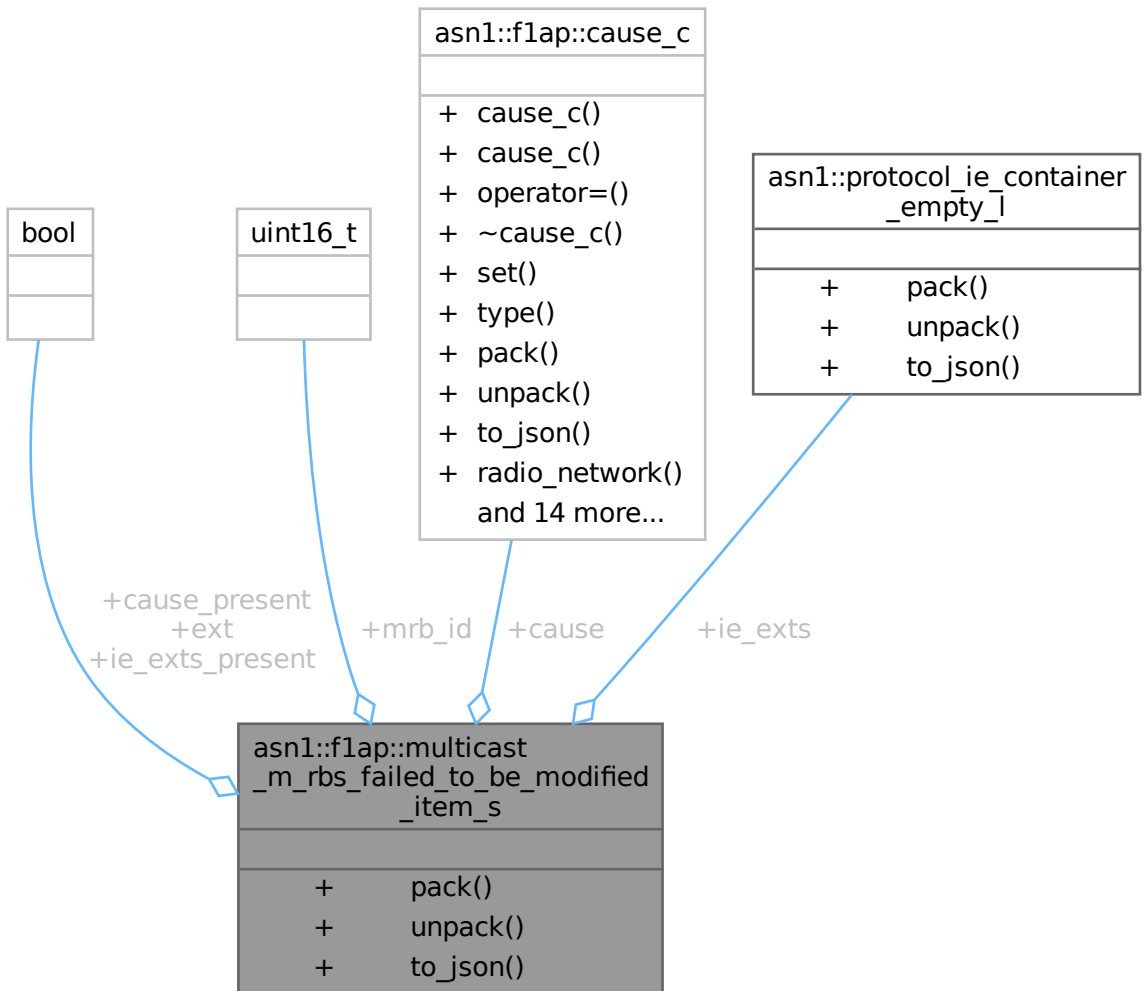 asn1::f1ap::cause_c
+ cause_c()
+ cause_c()
+ operator=()
+ ~cause_c()
+ set()
+ type()
+ pack()
+ unpack()
+ to_json()
+ radio_network()
and 14 more...
asn1::protocol_ie_container
_empty_l
+ pack()
+ unpack()
+ to_json()
bool
uint16_t
+cause_present
+ext
+ie_exts_present
+mrb_id
+cause
+ie_exts
asn1::f1ap::multicast
_m_rbs_failed_to_be_modified
_item_s
+ pack()
+ unpack()
+ to_json()